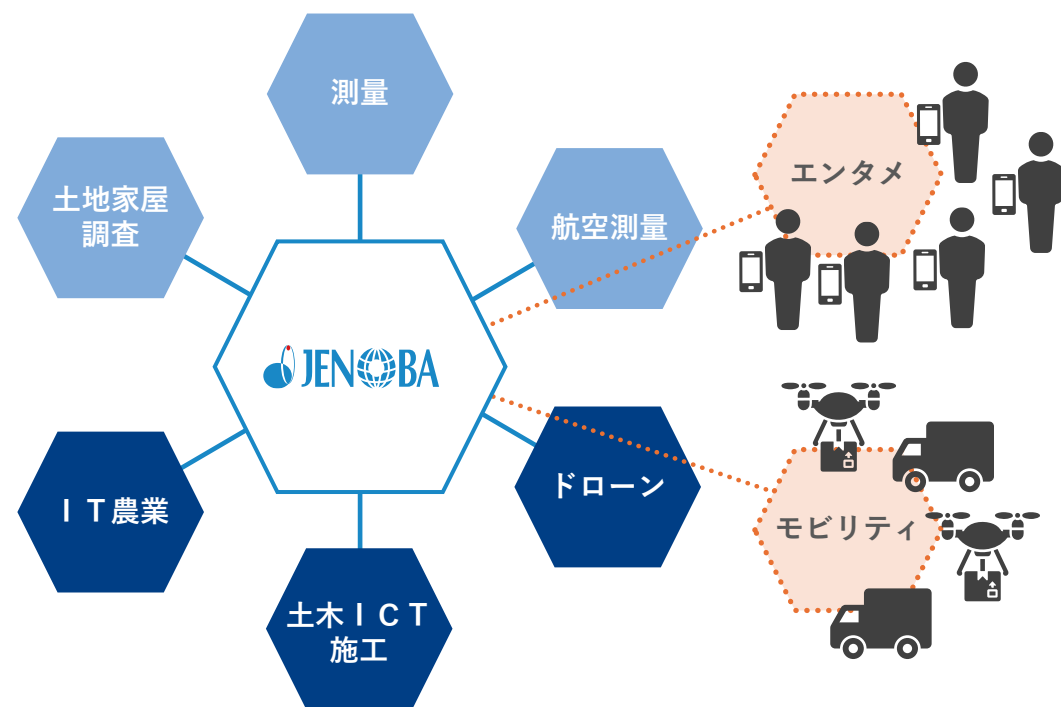 測量
土地家屋
調査
航空測量
エンタメ
JENOBA
ＩＴ農業
ドローン
モビリティ
土木ＩＣＴ
施工